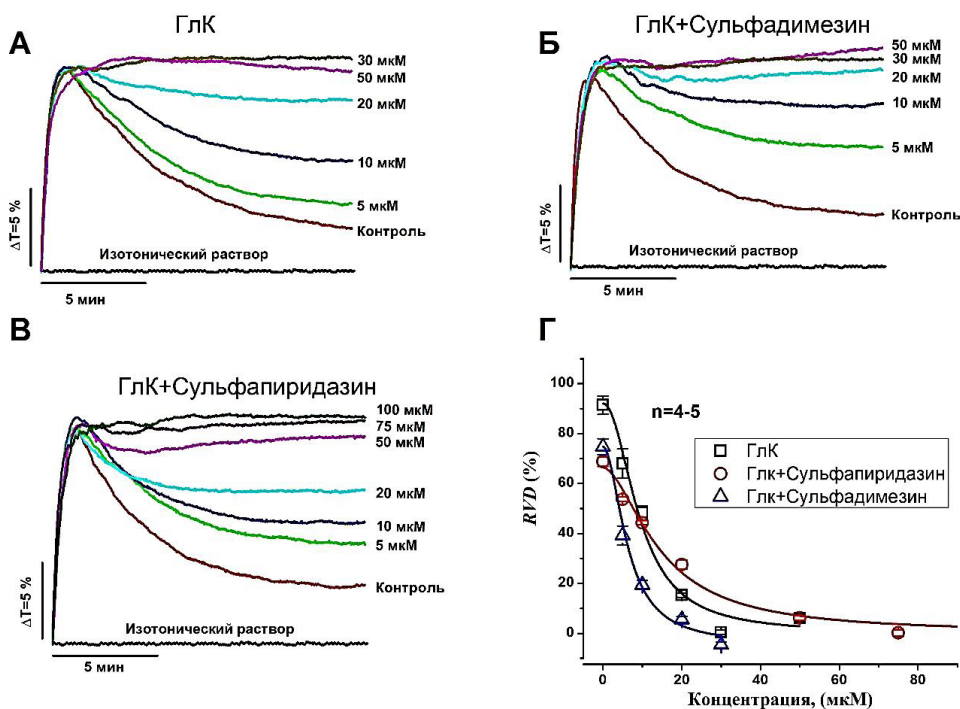 А
ГлК
30 мкМ
50 мкМ
20 мкМ
10 мкМ
5 мкМ
Контроль
Изотонический раствор
ΔT=5 %
5 мин
Б
ГлК+Сульфадимезин
50 мкМ
30 мкМ
20 мкМ
10 мкМ
5 мкМ
Контроль
Изотонический раствор
ΔT=5 %
5 мин
В
ГлК+Сульфапиридазин
100 мкМ
75 мкМ
50 мкМ
20 мкМ
10 мкМ
5 мкМ
Контроль
Изотонический раствор
ΔT=5 %
5 мин
Г
n=4-5
ГлК
Глк+Сульфапиридазин
Глк+Сульфадимезин
RVD (%)
100
80
60
40
20
0
0 20 40 60 80
Концентрация, (мкМ)